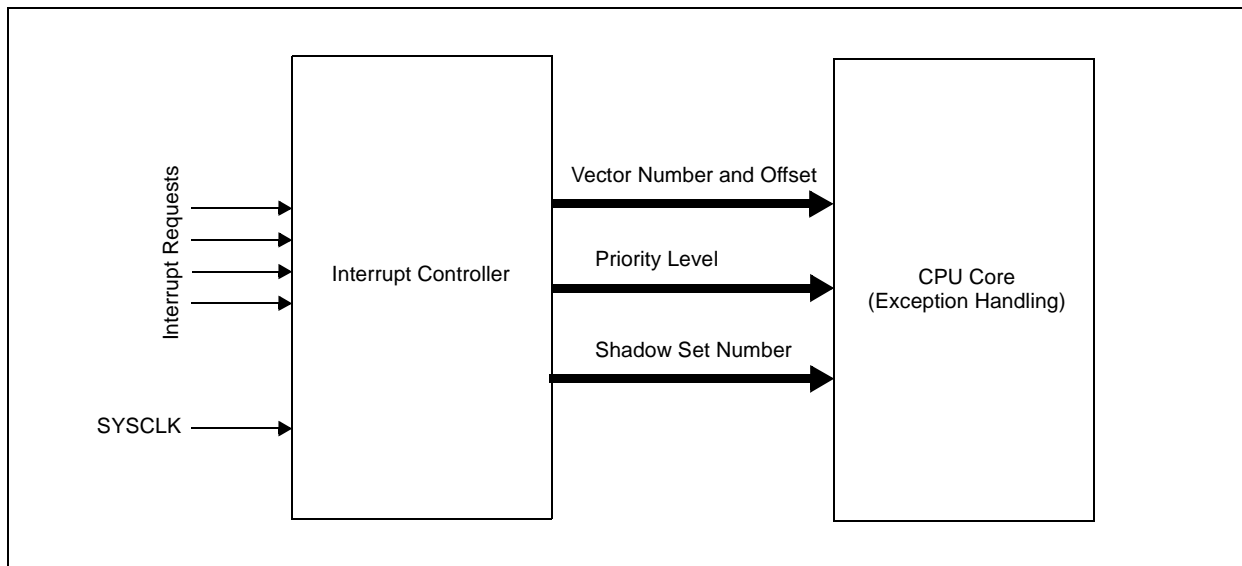 Interrupt Requests
SYSCLK
Interrupt Controller
Vector Number and Offset
Priority Level
Shadow Set Number
CPU Core
(Exception Handling)